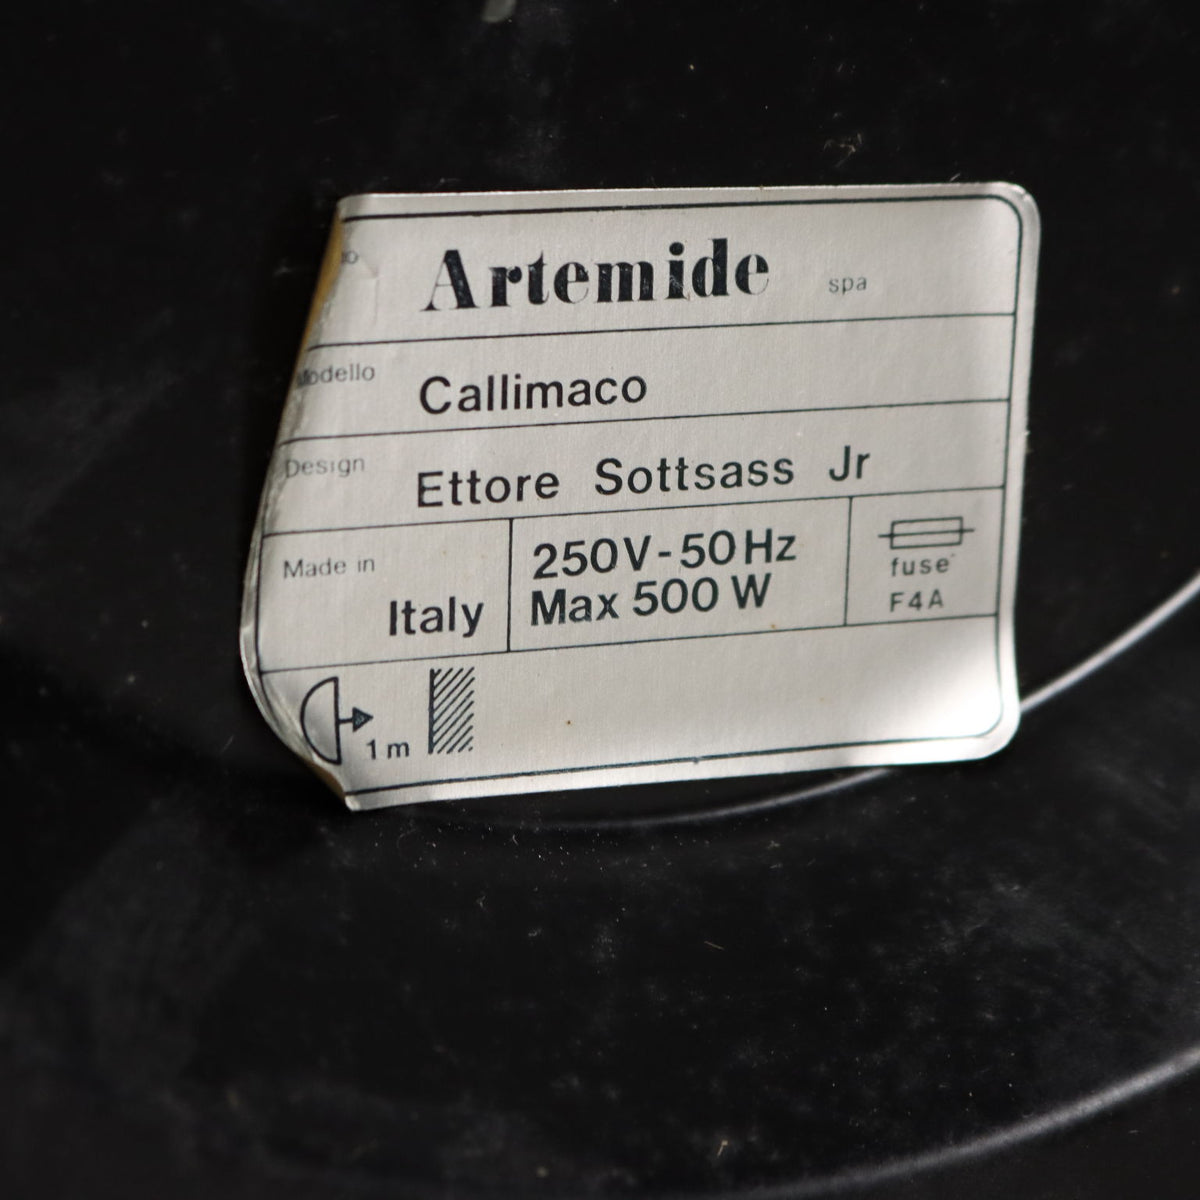 Artemide spa
Modello Callimaco
Design Ettore Sottsass Jr
Made in Italy
250V-50Hz
Max 500 W
fuse
F4A
1m